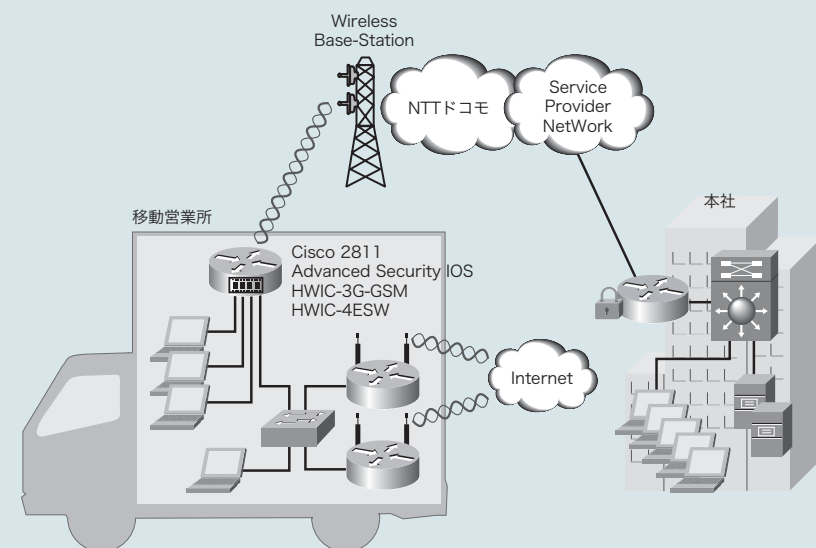 Wireless
Base-Station
NTTドコモ
Service
Provider
NetWork
移動営業所
本社
Cisco 2811
Advanced Security IOS
HWIC-3G-GSM
HWIC-4ESW
Internet